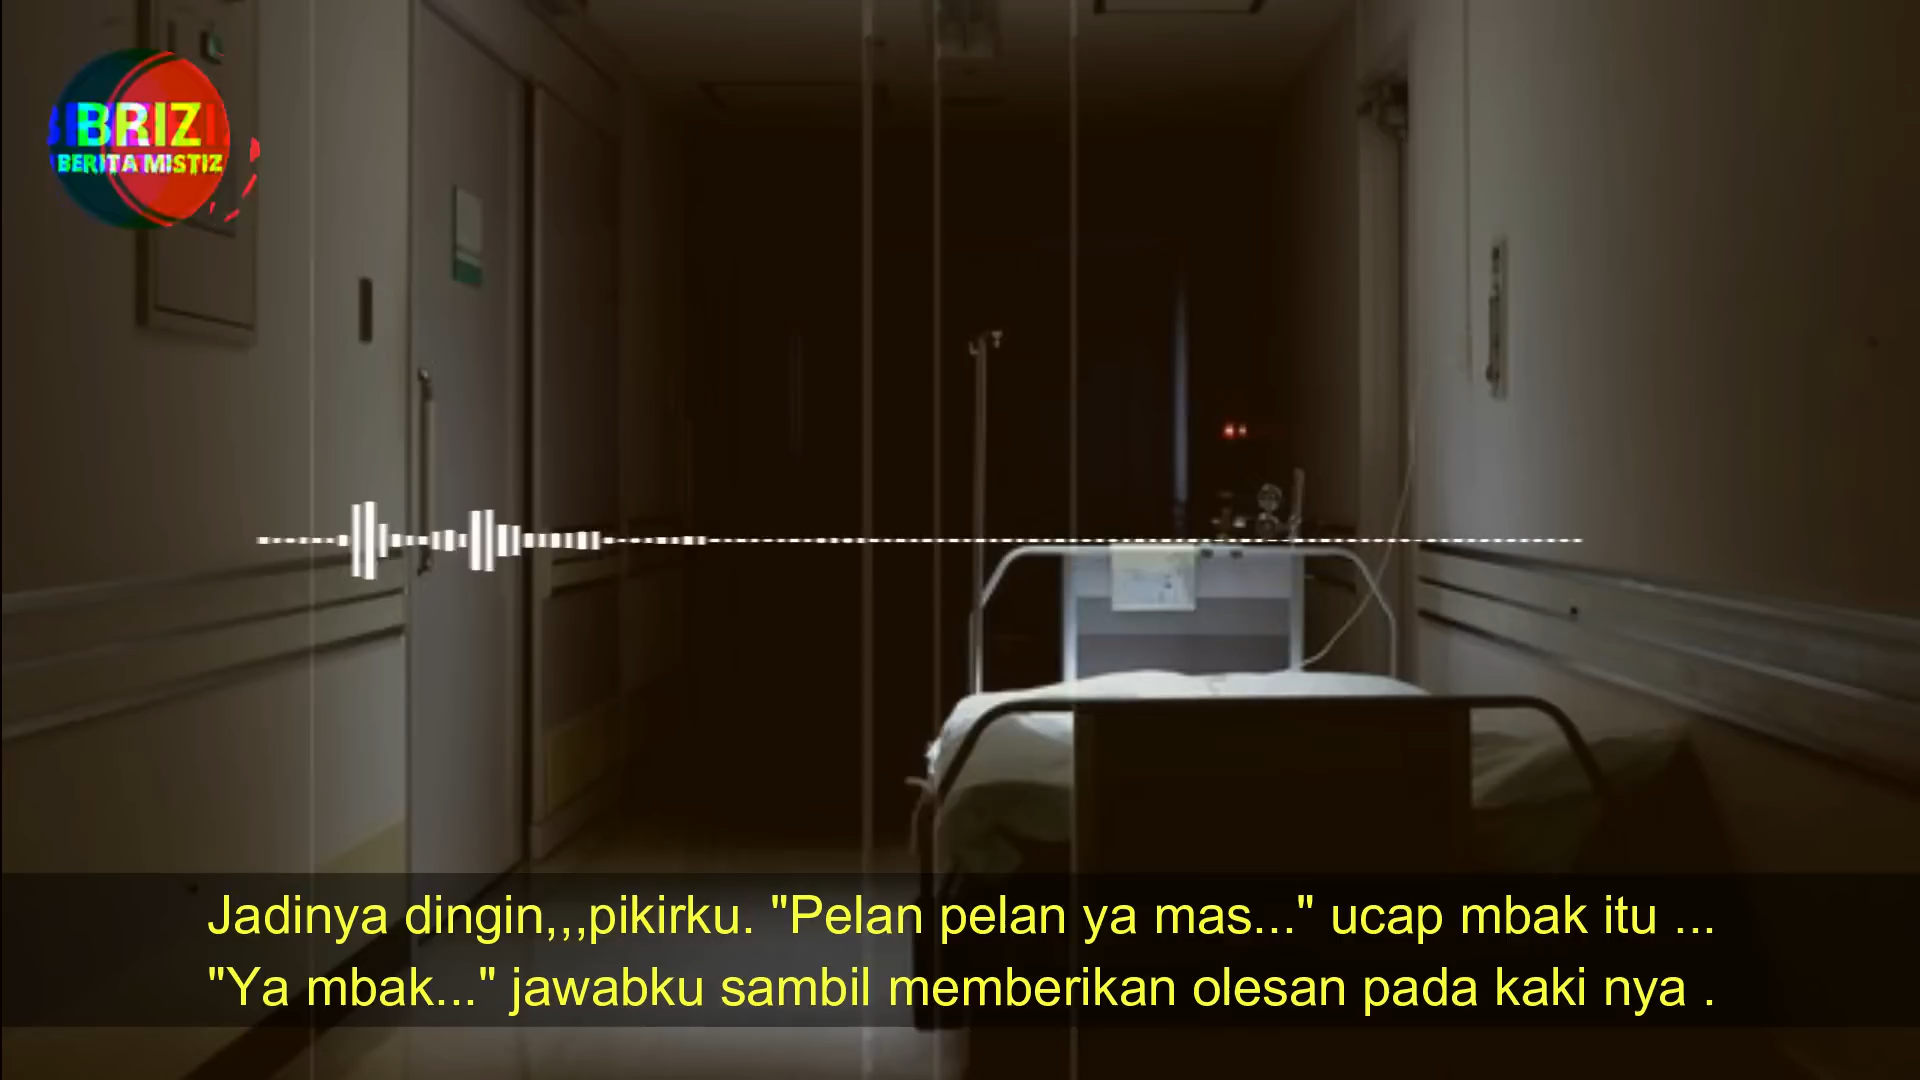 BRIZ
BERITA MISTIZ
Jadinya dingin,,,pikirku. "Pelan pelan ya mas..." ucap mbak itu ...
"Ya mbak..." jawabku sambil memberikan olesan pada kaki nya .